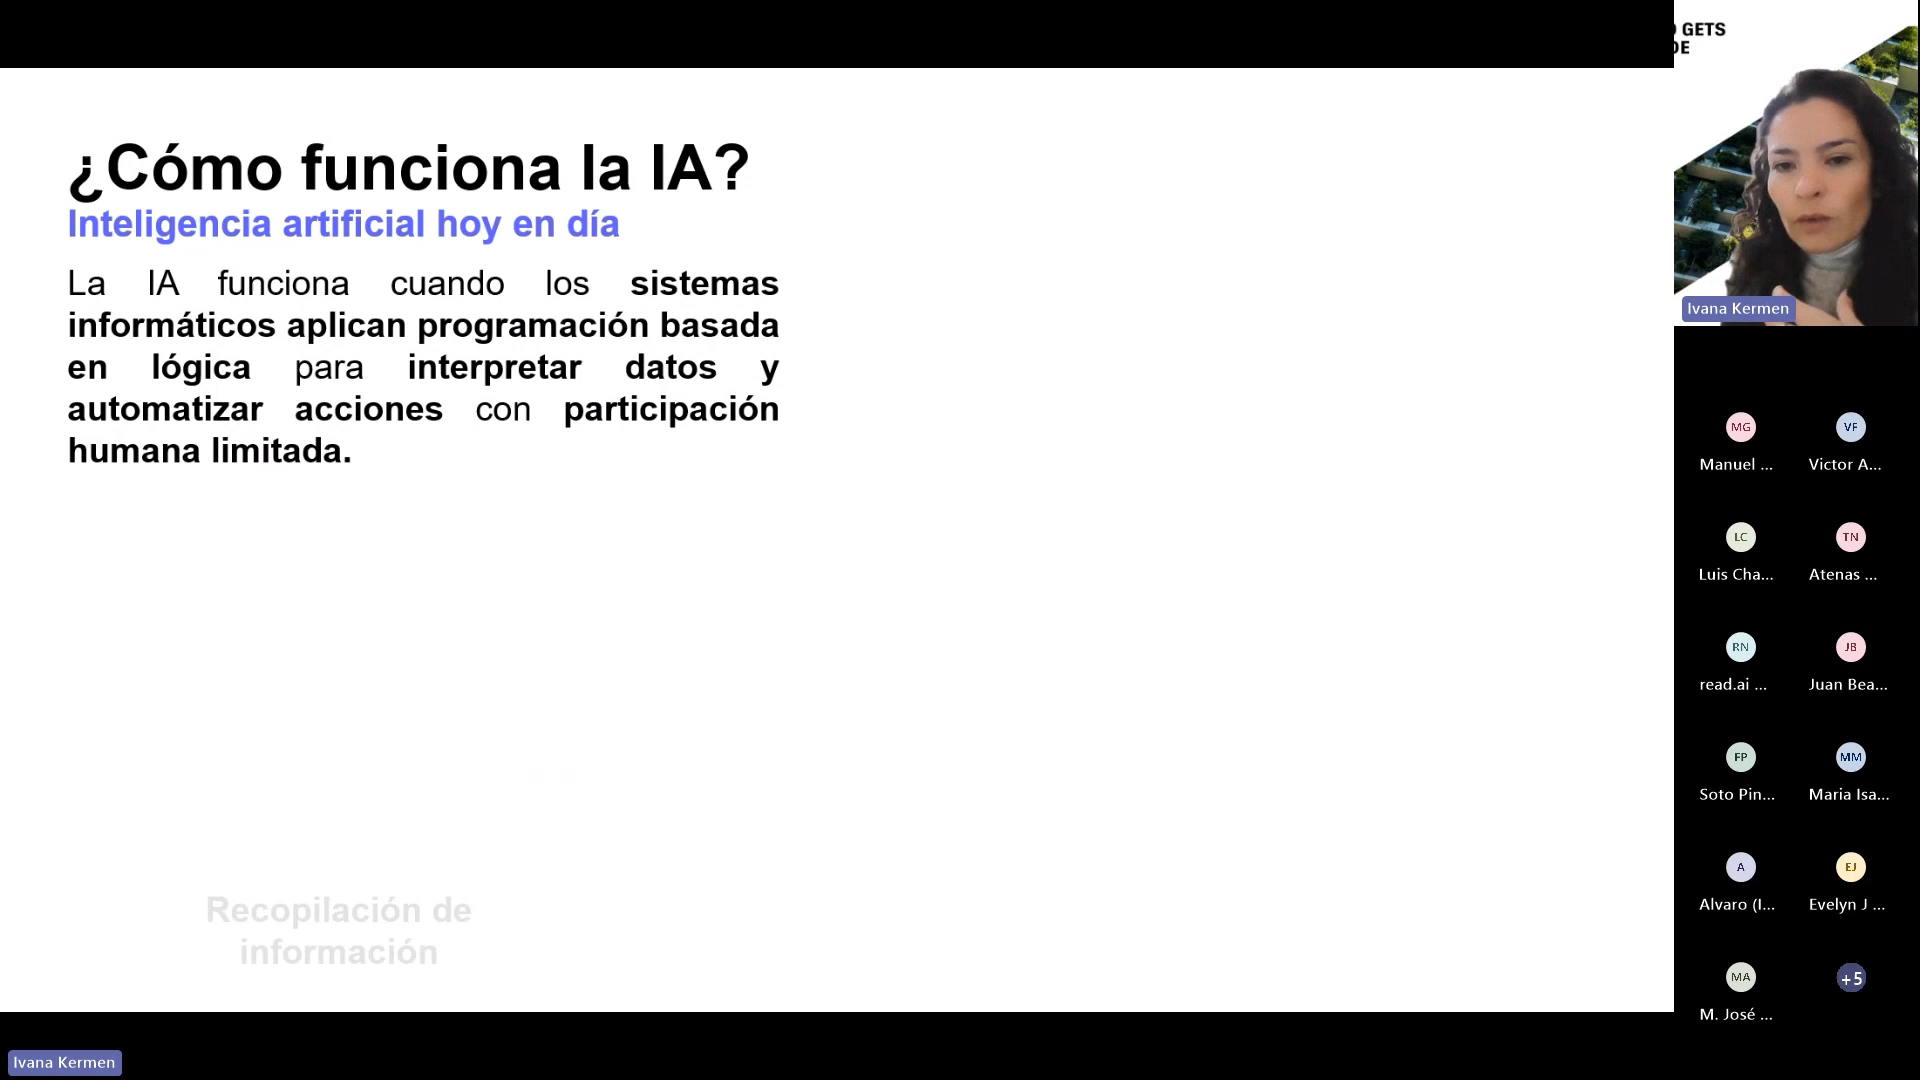 ¿Cómo funciona la IA?
Inteligencia artificial hoy en día
La IA funciona cuando los sistemas
informáticos aplican programación basada
en lógica para interpretar datos y
automatizar acciones con participación
humana limitada.
Recopilación de
información
GETS
DE
Ivana Kermen
MG
VF
Manuel ...
Victor A...
LC
TN
Luis Cha...
Atenas ...
RN
JB
read.ai ...
Juan Bea...
FP
MM
Soto Pin...
Maria Isa...
A
EJ
Alvaro (I...
Evelyn J ...
MA
+5
M. José ...
Ivana Kermen